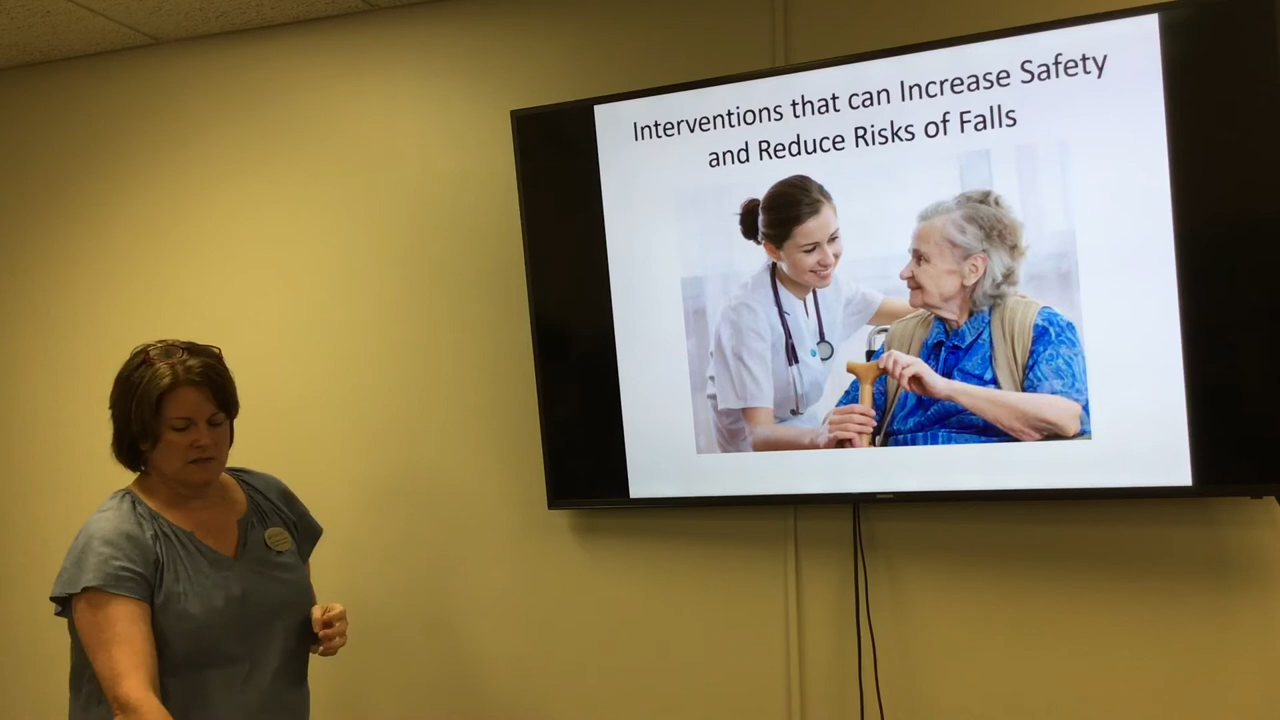 Interventions that can Increase Safety
and Reduce Risks of Falls